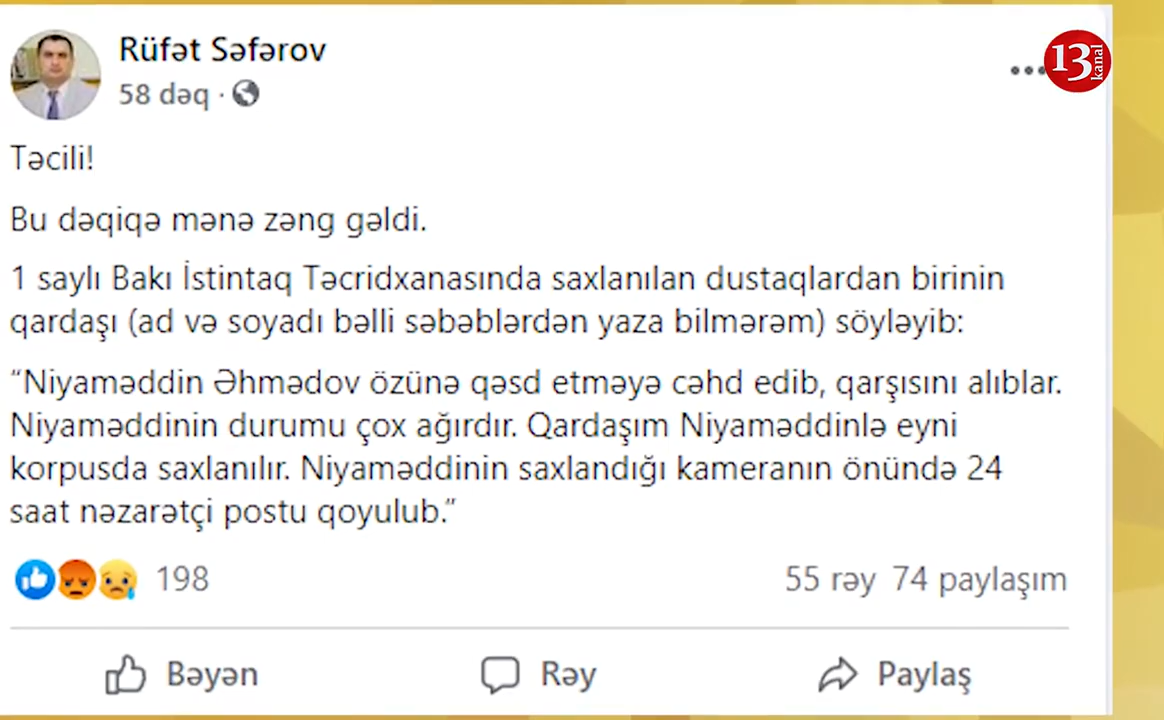 Rüfət Səfərov
58 dəq ·
13 kanal
Təcili!
Bu dəqiqə mənə zəng gəldi.
1 saylı Bakı İstintaq Təcridxanasında saxlanılan dustaqlardan birinin
qardaşı (ad və soyadı bəlli səbəblərdən yaza bilmərəm) söyləyib:
“Niyaməddin Əhmədov özünə qəsd etməyə cəhd edib, qarşısını alıblar.
Niyaməddinin durumu çox ağırdır. Qardaşım Niyaməddinlə eyni
korpusda saxlanılır. Niyaməddinin saxlandığı kameranın önündə 24
saat nəzarətçi postu qoyulub.”
198
55 rəy 74 paylaşım
Bəyən
Rəy
Paylaş